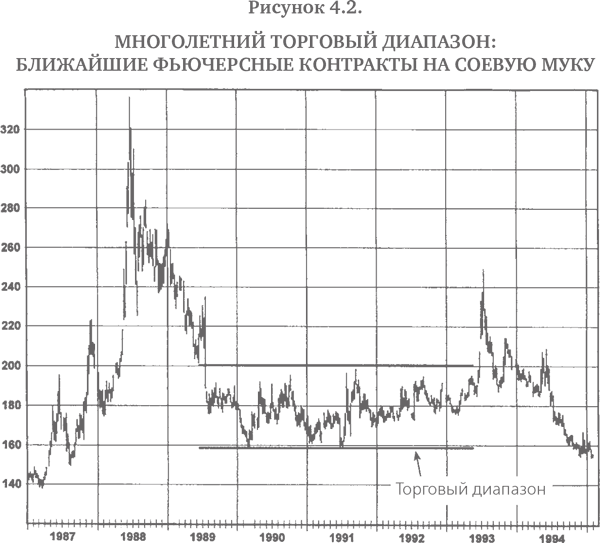 Рисунок 4.2.
МНОГОЛЕТНИЙ ТОРГОВЫЙ ДИАПАЗОН:
БЛИЖАЙШИЕ ФЬЮЧЕРСНЫЕ КОНТРАКТЫ НА СОЕВУЮ МУКУ
320
300
280
260
240
220
200
180
160
140
Торговый диапазон
1987 1988 1989 1990 1991 1992 1993 1994